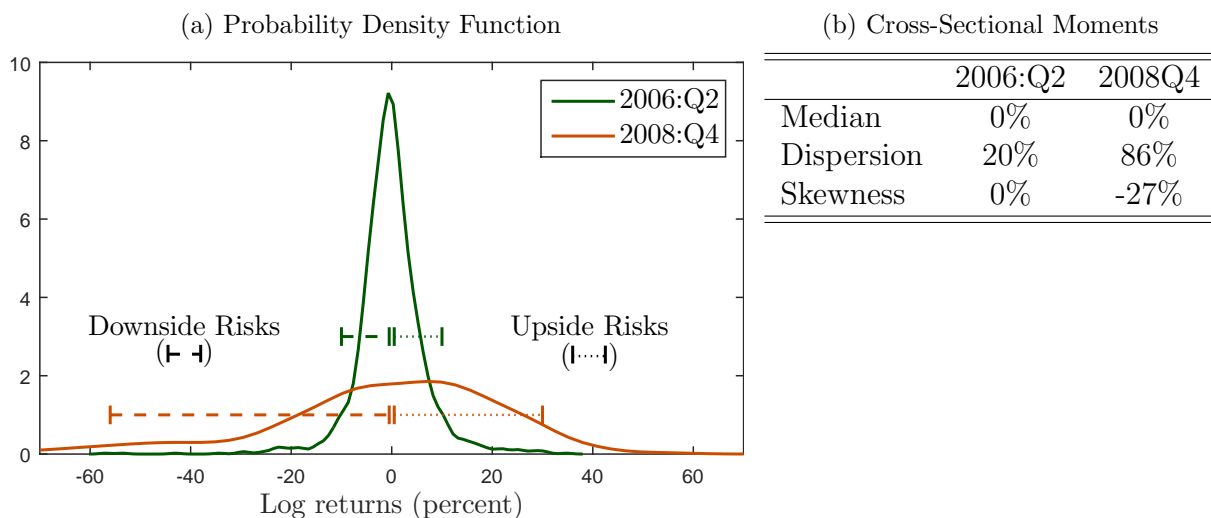 (a) Probability Density Function
10
8
6
4
2
0
2006:Q2
2008:Q4
Downside Risks
( )
Upside Risks
( )
-60 -40 -20 0 20 40 60
Log returns (percent)
(b) Cross-Sectional Moments
2006:Q2 2008Q4
Median 0% 0%
Dispersion 20% 86%
Skewness 0% -27%